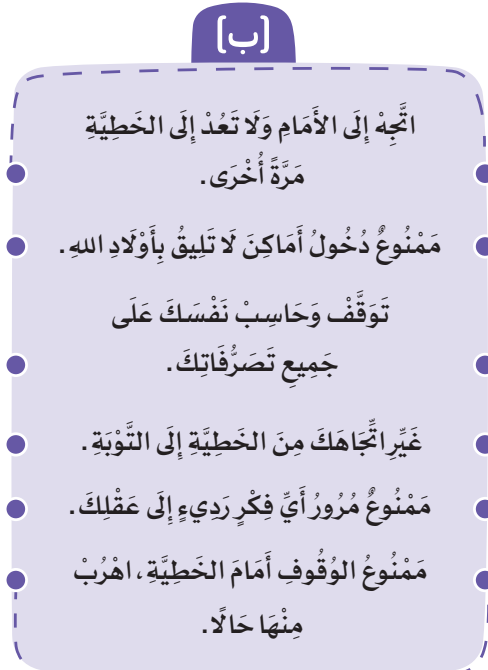 [ب]
اتَّجِهْ إِلَى الأَمَامِ وَلَا تَعُدْ إِلَى الخَطِيَّةِ
مَرَّةً أُخْرَى.
مَمْنُوعٌ دُخُولُ أَمَاكِنَ لَا تَلِيقُ بِأَوْلَادِ اللهِ.
تَوَقَّفْ وَحَاسِبْ نَفْسَكَ عَلَى
جَمِيعِ تَصَرُّفَاتِكَ.
غَيِّرِ اتِّجَاهَكَ مِنَ الخَطِيَّةِ إِلَى التَّوْبَةِ.
مَمْنُوعٌ مُرُورُ أَيِّ فِكْرٍ رَدِيءٍ إِلَى عَقْلِكَ.
مَمْنُوعُ الوُقُوفِ أَمَامَ الخَطِيَّةِ، اهْرُبْ
مِنْهَا حَالًا.